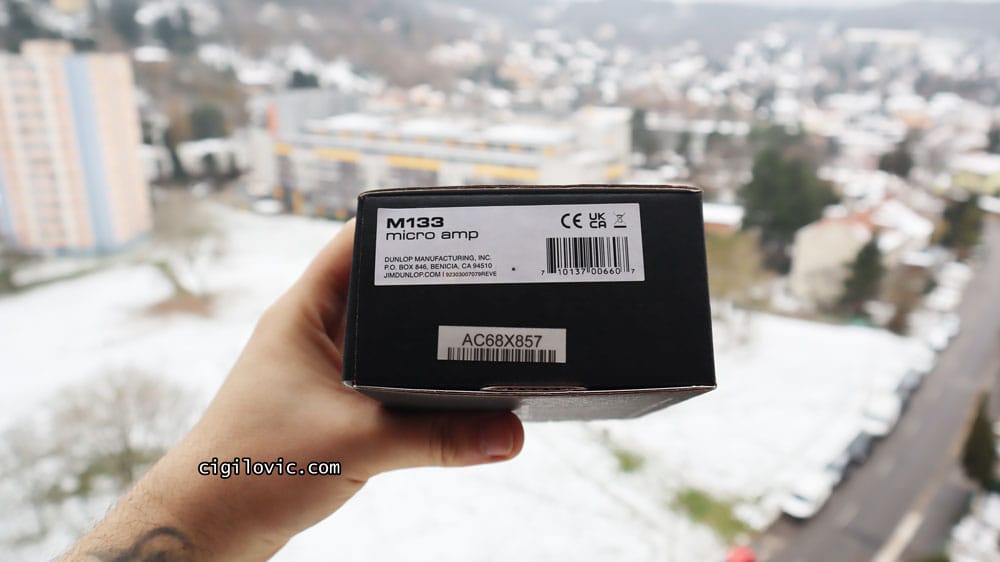 M133
micro amp
CE UK CA
DUNLOP MANUFACTURING, INC.
P.O. BOX 846, BENICIA, CA 94510
JIMDUNLOP.COM | 92303007079REVE
7 10137 00660 7
AC68X857
cigilovic.com